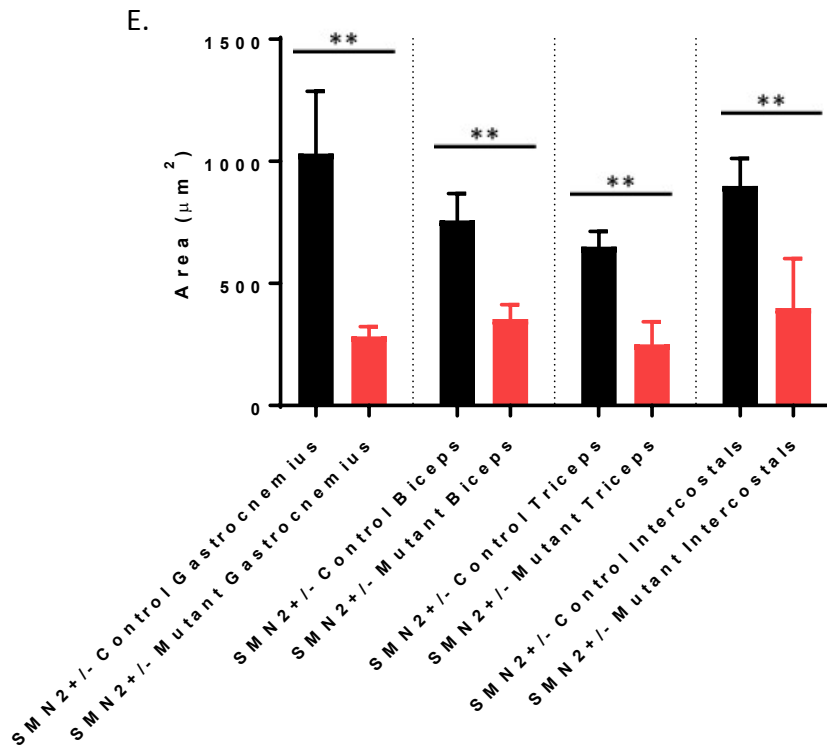 E.
1500
1000
500
0
Area (μm²)
**
**
**
**
SMN2+/- Control Gastrocnemius
SMN2+/- Mutant Gastrocnemius
SMN2+/- Control Biceps
SMN2+/- Mutant Biceps
SMN2+/- Control Triceps
SMN2+/- Mutant Triceps
SMN2+/- Control Intercostals
SMN2+/- Mutant Intercostals